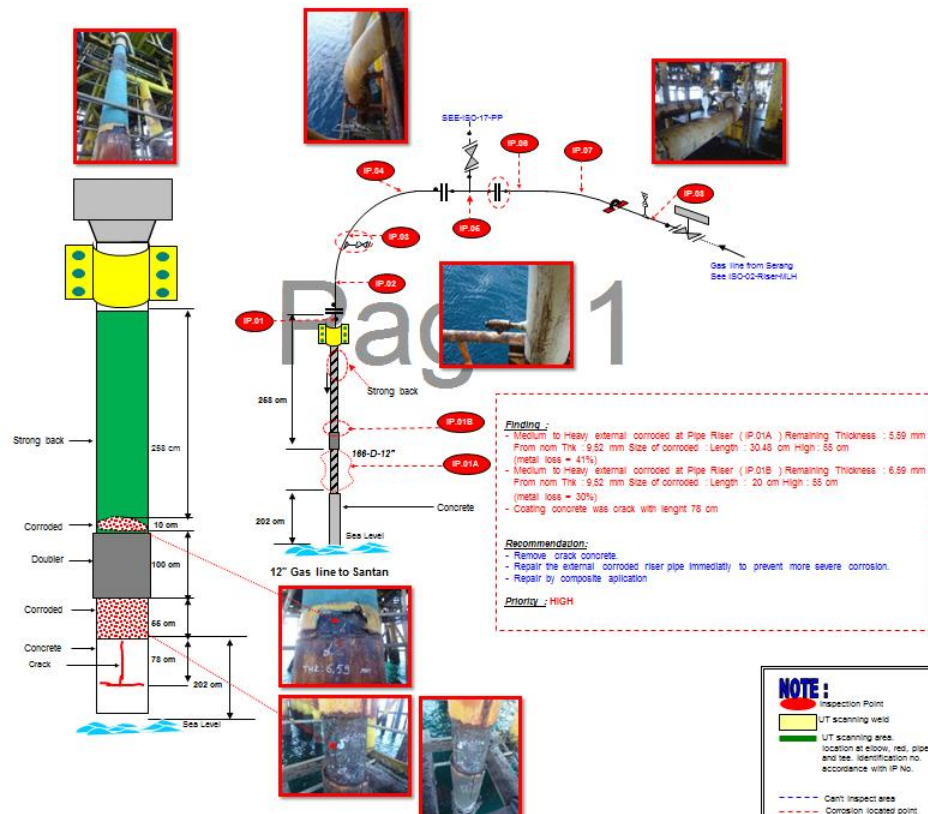 SEE-ISO-17-PP
IP.04
IP.06
IP.07
IP.03
IP.05
IP.03
Gas line from Serang
See ISO-02-Riser-MLH
IP.02
IP.01
Page 1
Strong back
258 cm
IP.01B
166-D-12"
IP.01A
Concrete
202 cm
Sea Level
12" Gas line to Santan
Strong back
258 cm
Corroded
10 cm
Doubler
100 cm
Corroded
55 cm
Concrete
Crack
78 cm
202 cm
Sea Level
THK 6,59 mm
Finding :
- Medium to Heavy external corroded at Pipe Riser ( IP.01A ) Remaining Thickness : 5,59 mm
From nom Thk : 9,52 mm Size of corroded : Length : 30.48 cm High : 55 cm
(metal loss = 41%)
- Medium to Heavy external corroded at Pipe Riser ( IP.01B ) Remaining Thickness : 6.59 mm
From nom Thk : 9,52 mm Size of corroded : Length : 20 cm High : 55 cm
(metal loss = 30%)
- Coating concrete was crack with lenght 78 cm
Recommendation:
- Remove crack concrete.
- Repair the external corroded riser pipe immediatly to prevent more severe corrosion.
- Repair by composite aplication
Priority : HIGH
NOTE :
Inspection Point
UT scanning weld
UT scanning area.
location at elbow, red, pipe
and tee. Identification no.
accordance with IP No.
Can't inspect area
Corrosion located point